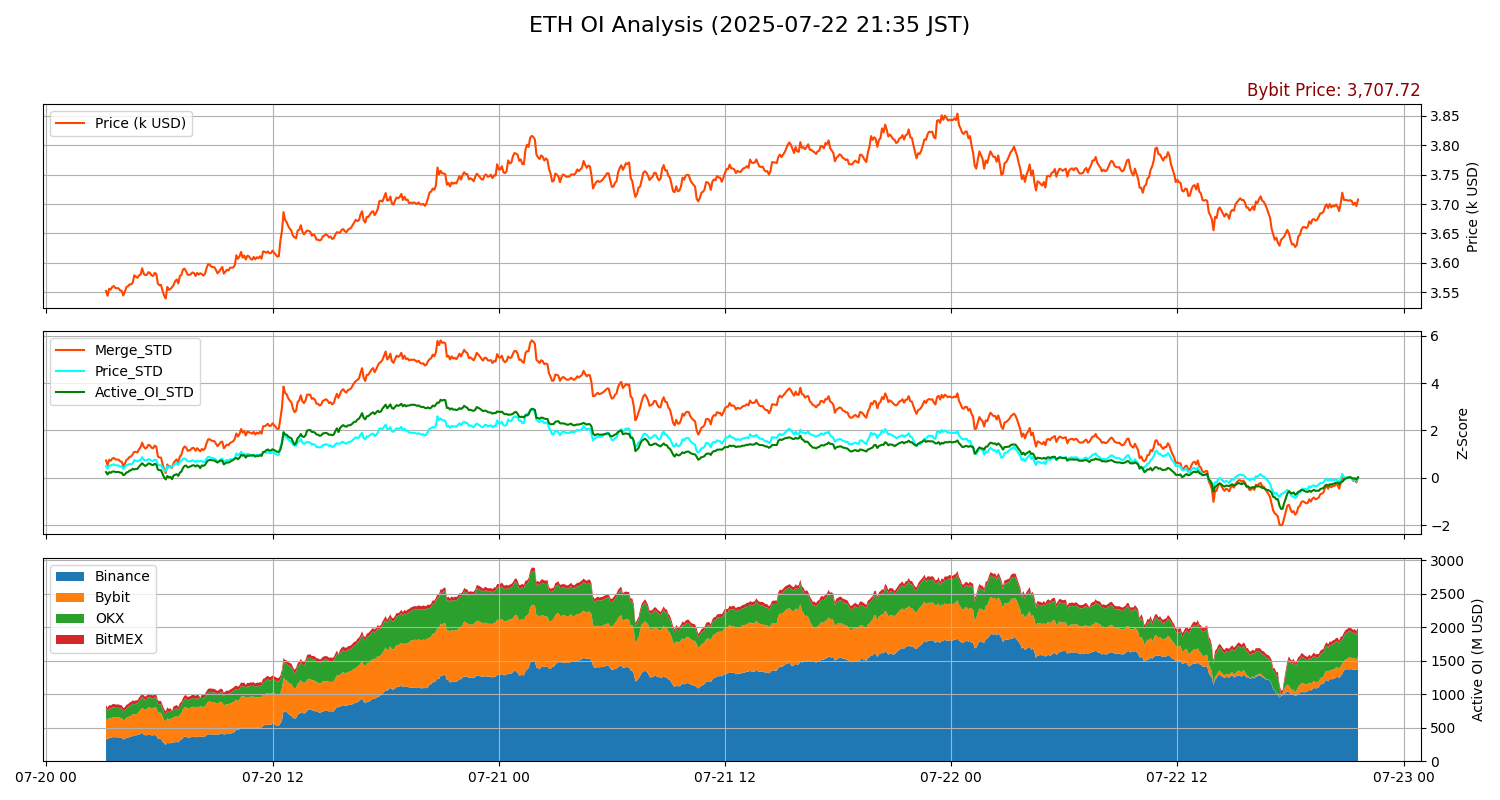 ETH OI Analysis (2025-07-22 21:35 JST)
Bybit Price: 3,707.72
Price (k USD)
3.85
3.80
3.75
3.70
3.65
3.60
3.55
Price (k USD)
Merge_STD
Price_STD
Active_OI_STD
6
4
2
0
−2
Z-Score
Binance
Bybit
OKX
BitMEX
3000
2500
2000
1500
1000
500
0
Active OI (M USD)
07-20 00
07-20 12
07-21 00
07-21 12
07-22 00
07-22 12
07-23 00